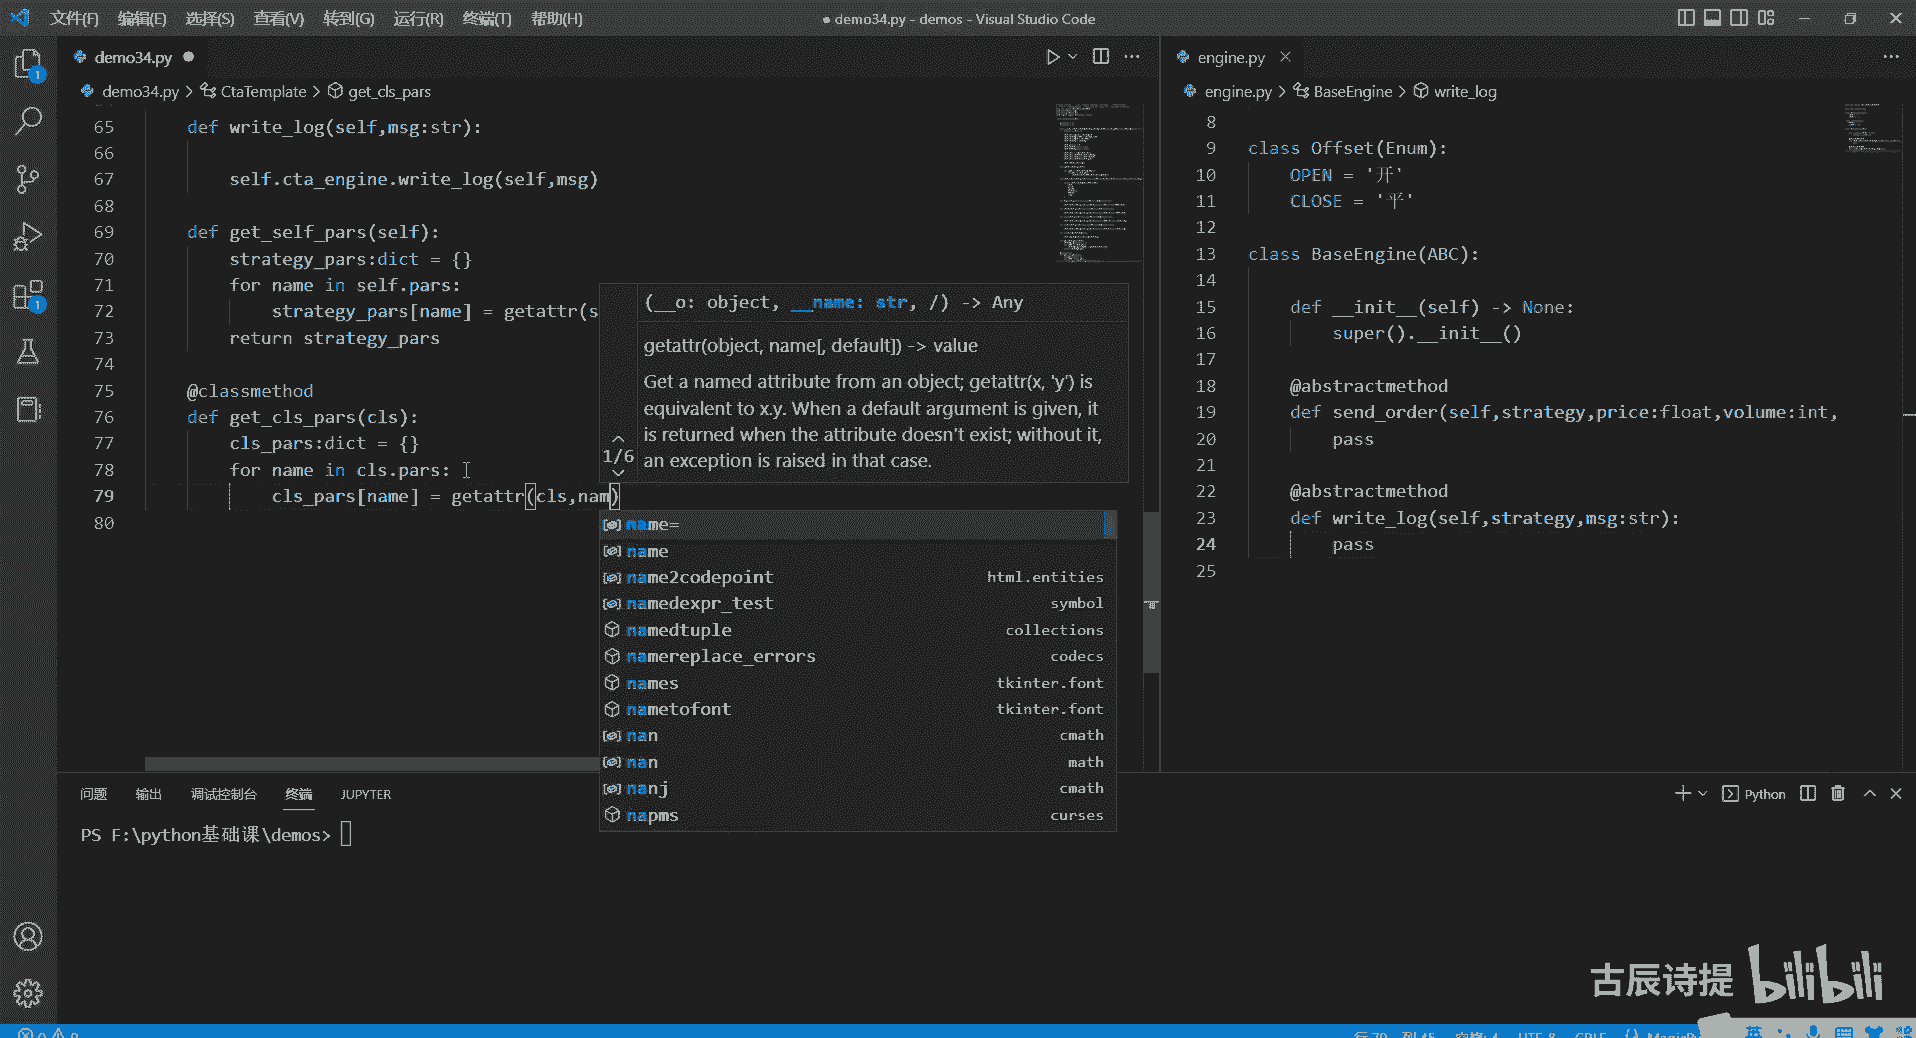 文件(F) 编辑(E) 选择(S) 查看(V) 转到(G) 运行(R) 终端(T) 帮助(H)
● demo34.py - demos - Visual Studio Code
demo34.py ●
demo34.py > CtaTemplate > get_cls_pars
65 def write_log(self,msg:str):
66
67 self.cta_engine.write_log(self,msg)
68
69 def get_self_pars(self):
70 strategy_pars:dict = {}
71 for name in self.pars:
72 strategy_pars[name] = getattr(s
73 return strategy_pars
74
75 @classmethod
76 def get_cls_pars(cls):
77 cls_pars:dict = {}
78 for name in cls.pars:
79 cls_pars[name] = getattr(cls,nam)
80
(__o: object, __name: str, /) -> Any
getattr(object, name[, default]) -> value
Get a named attribute from an object; getattr(x, 'y') is
equivalent to x.y. When a default argument is given, it
is returned when the attribute doesn't exist; without it,
an exception is raised in that case.
1/6
name=
name
name2codepoint html.entities
namedexpr_test symbol
namedtuple collections
namereplace_errors codecs
names tkinter.font
nametofont tkinter.font
nan cmath
nan math
nanj cmath
napms curses
engine.py
engine.py > BaseEngine > write_log
8
9 class Offset(Enum):
10 OPEN = '开'
11 CLOSE = '平'
12
13 class BaseEngine(ABC):
14
15 def __init__(self) -> None:
16 super().__init__()
17
18 @abstractmethod
19 def send_order(self,strategy,price:float,volume:int,
20 pass
21
22 @abstractmethod
23 def write_log(self,strategy,msg:str):
24 pass
25
问题 输出 调试控制台 终端 JUPYTER
Python
PS F:\python基础课\demos>
古辰诗提 bilibili
1
1
英